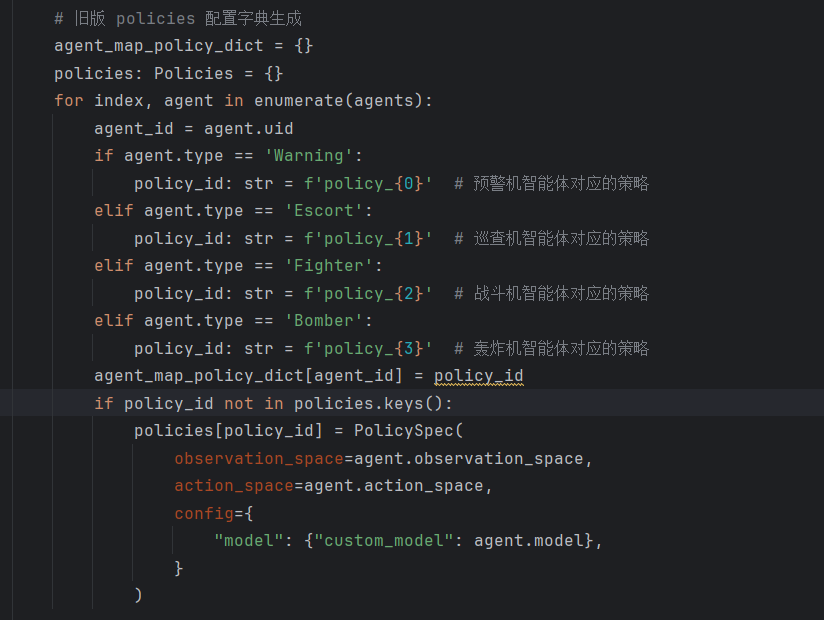 # 旧版 policies 配置字典生成
agent_map_policy_dict = {}
policies: Policies = {}
for index, agent in enumerate(agents):
    agent_id = agent.uid
    if agent.type == 'Warning':
        policy_id: str = f'policy_{0}'  # 预警机智能体对应的策略
    elif agent.type == 'Escort':
        policy_id: str = f'policy_{1}'  # 巡查机智能体对应的策略
    elif agent.type == 'Fighter':
        policy_id: str = f'policy_{2}'  # 战斗机智能体对应的策略
    elif agent.type == 'Bomber':
        policy_id: str = f'policy_{3}'  # 轰炸机智能体对应的策略
    agent_map_policy_dict[agent_id] = policy_id
    if policy_id not in policies.keys():
        policies[policy_id] = PolicySpec(
            observation_space=agent.observation_space,
            action_space=agent.action_space,
            config={
                "model": {"custom_model": agent.model},
            }
        )